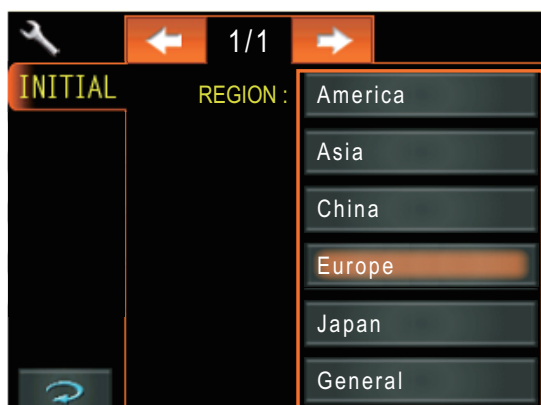 1/1
INITIAL
REGION :
America
Asia
China
Europe
Japan
General